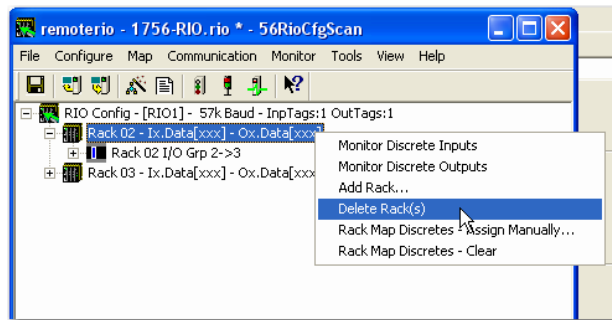 remoterio - 1756-RIO.rio * - 56RioCfgScan
File Configure Map Communication Monitor Tools View Help
RIO Config - [RIO1] - 57k Baud - InpTags:1 OutTags:1
Rack 02 - Ix.Data[xxx] - Ox.Data[xxx]
Rack 02 I/O Grp 2->3
Rack 03 - Ix.Data[xxx] - Ox.Data[xxx
Monitor Discrete Inputs
Monitor Discrete Outputs
Add Rack...
Delete Rack(s)
Rack Map Discretes - Assign Manually...
Rack Map Discretes - Clear